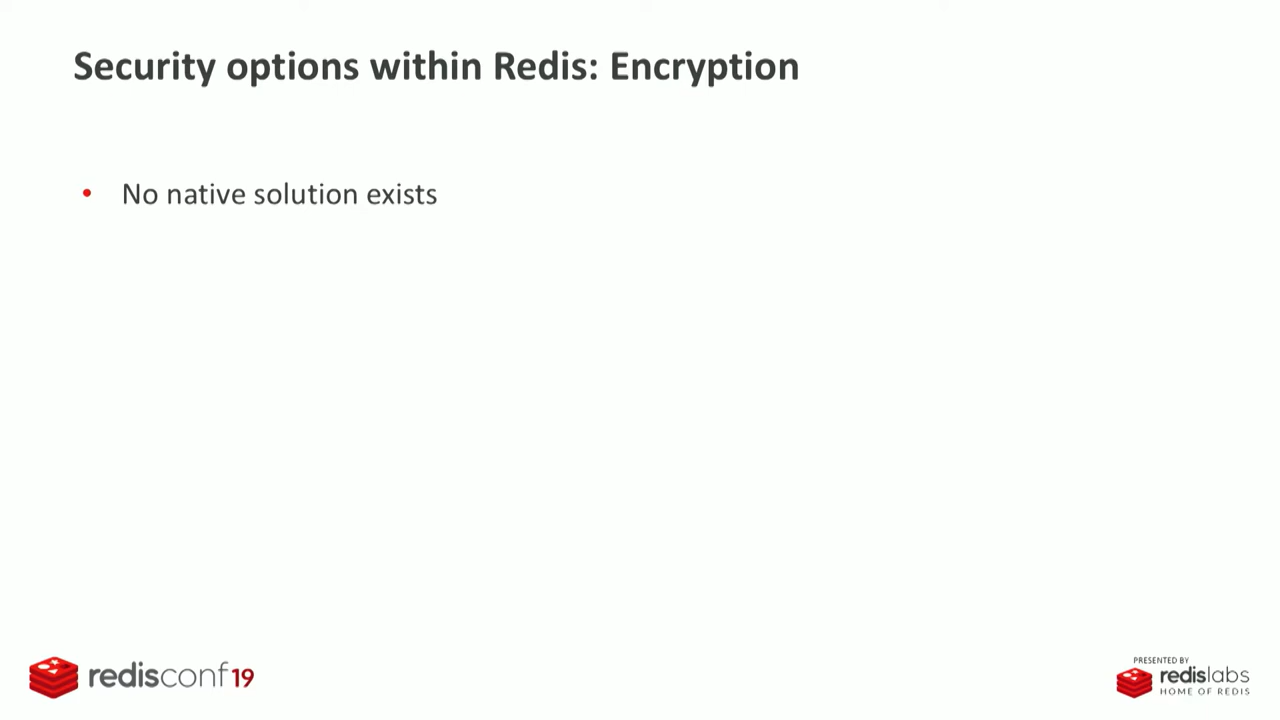 Security options within Redis: Encryption
• No native solution exists
redisconf19
PRESENTED BY
redislabs
HOME OF REDIS